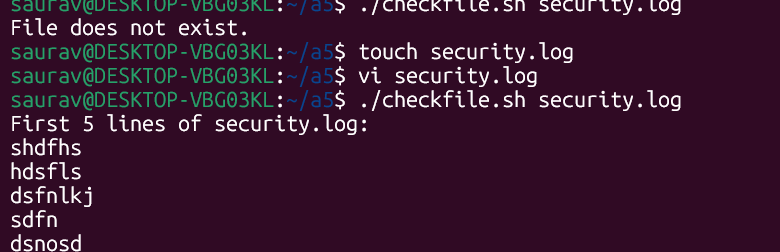 saurav@DESKTOP-VBG03KL:~/a5$ ./checkfile.sh security.log
File does not exist.
saurav@DESKTOP-VBG03KL:~/a5$ touch security.log
saurav@DESKTOP-VBG03KL:~/a5$ vi security.log
saurav@DESKTOP-VBG03KL:~/a5$ ./checkfile.sh security.log
First 5 lines of security.log:
shdfhs
hdsfls
dsfnlkj
sdfn
dsnosd